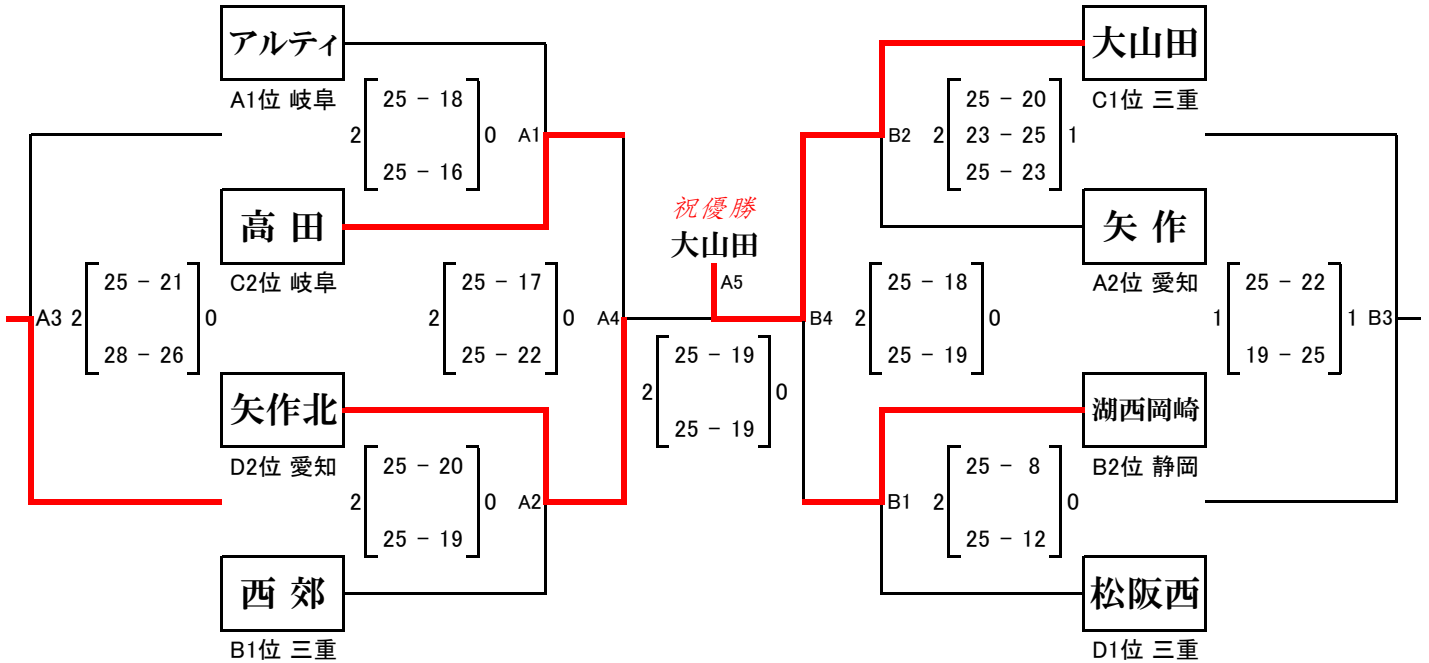 アルティ
A1位 岐阜
2 25 - 18 0 A1
25 - 16
高 田
C2位 岐阜
A3 2 25 - 21 0
28 - 26
2 25 - 17 0 A4
25 - 22
矢作北
D2位 愛知
2 25 - 20 0 A2
25 - 19
西 郊
B1位 三重
祝優勝
大山田
A5
2 25 - 19 0
25 - 19
大山田
C1位 三重
B2 2 25 - 20 1
23 - 25
25 - 23
矢 作
A2位 愛知
B4 2 25 - 18 0
25 - 19
1 25 - 22 1 B3
19 - 25
湖西岡崎
B2位 静岡
B1 2 25 - 8 0
25 - 12
松阪西
D1位 三重